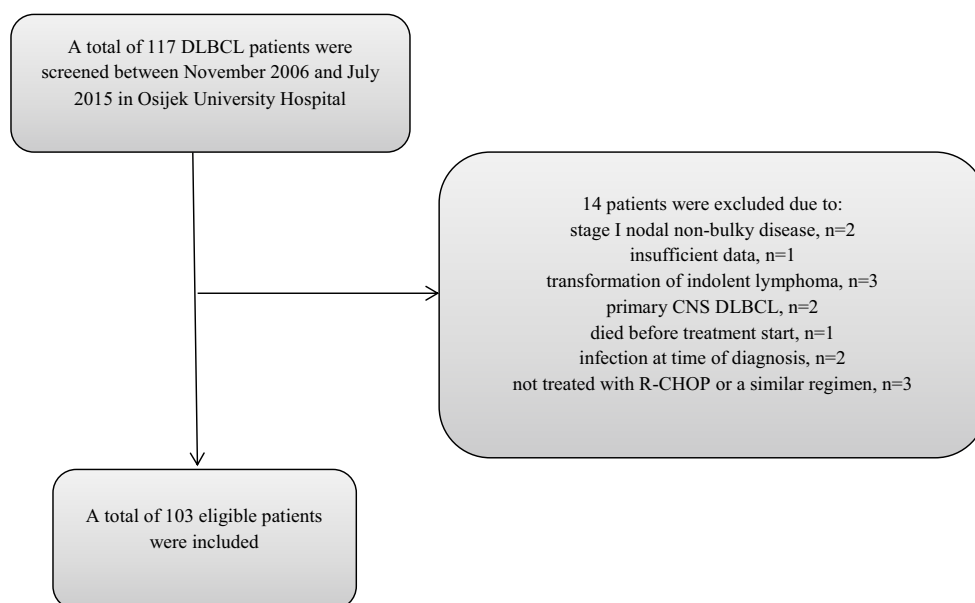 A total of 117 DLBCL patients were
screened between November 2006 and July
2015 in Osijek University Hospital
14 patients were excluded due to:
stage I nodal non-bulky disease, n=2
insufficient data, n=1
transformation of indolent lymphoma, n=3
primary CNS DLBCL, n=2
died before treatment start, n=1
infection at time of diagnosis, n=2
not treated with R-CHOP or a similar regimen, n=3
A total of 103 eligible patients
were included